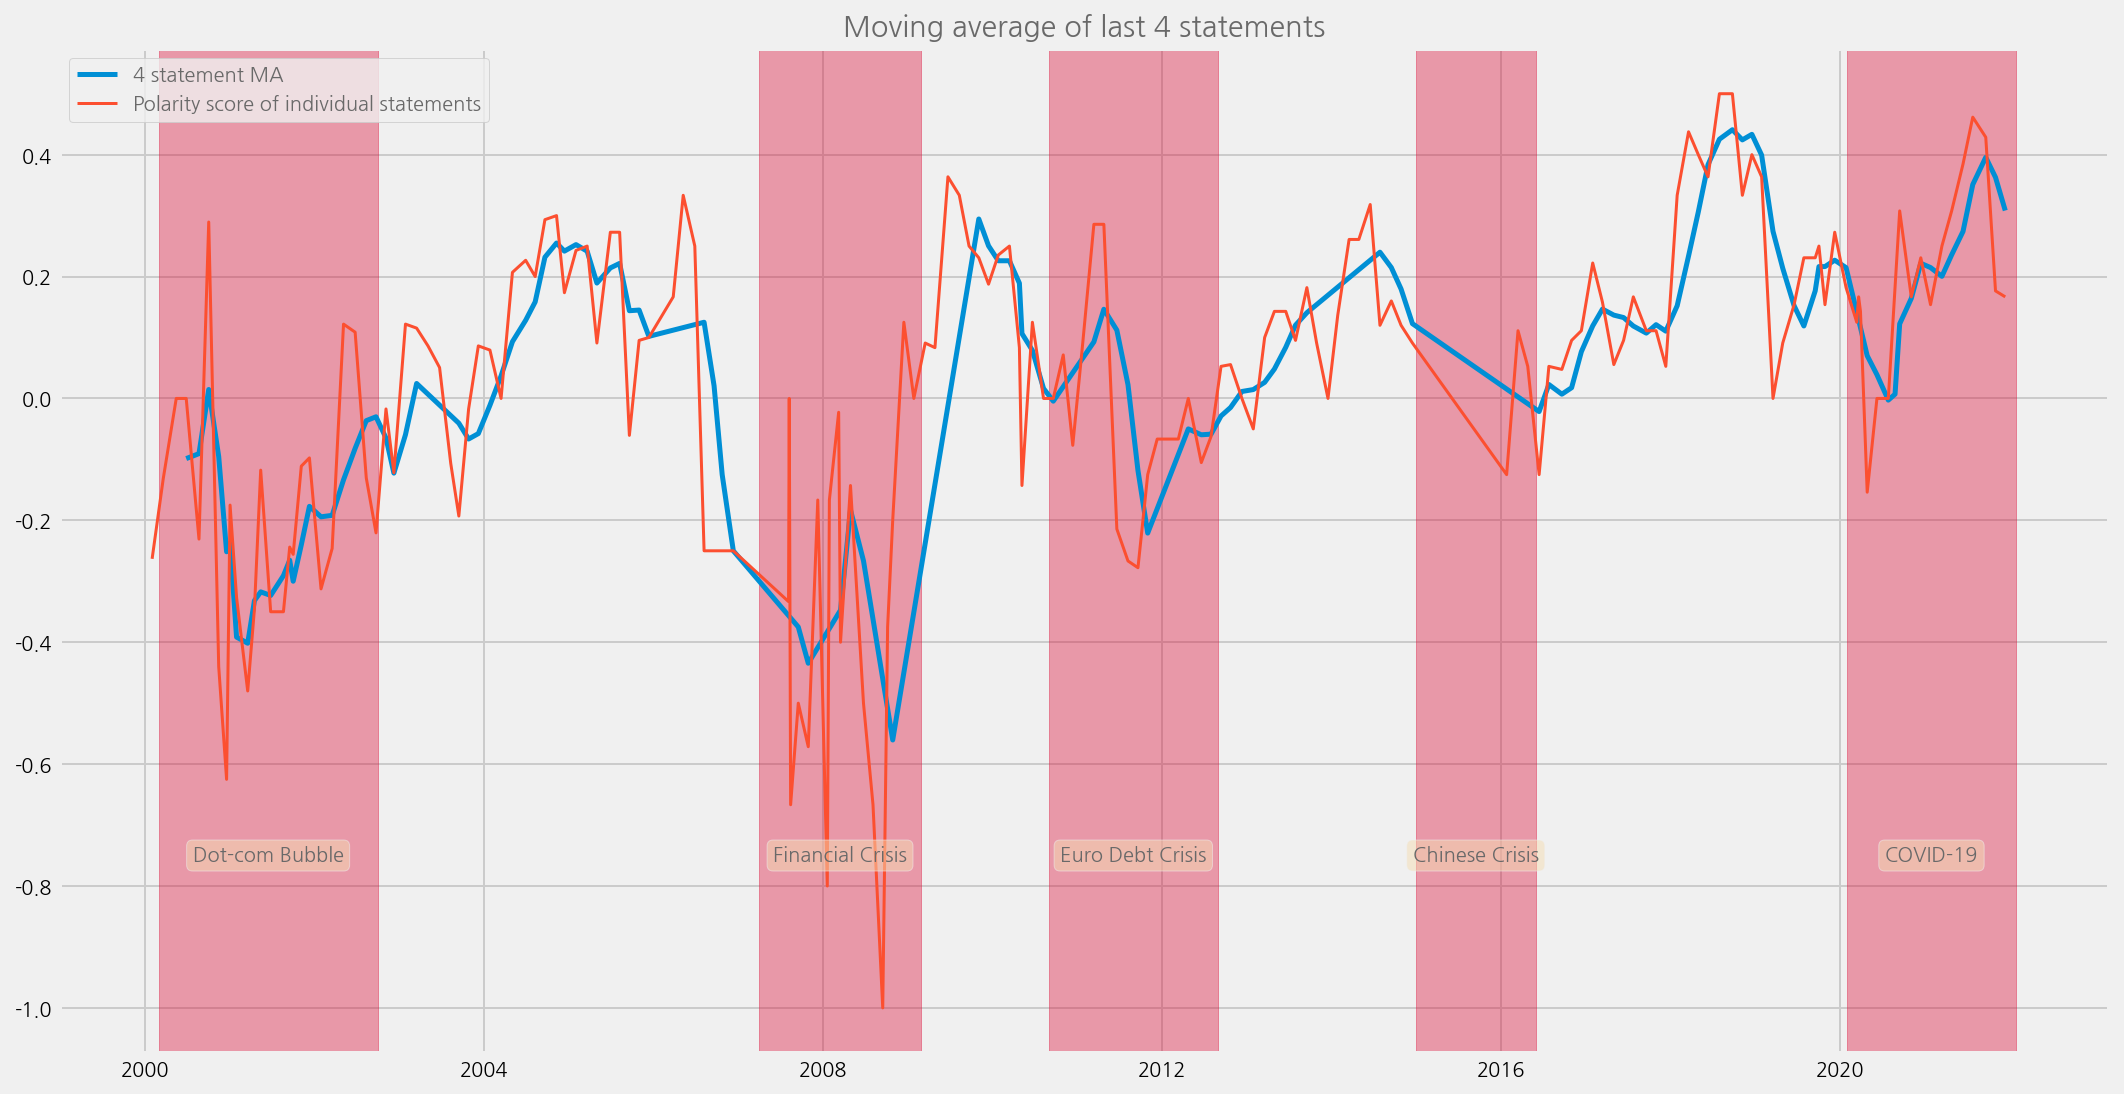 Moving average of last 4 statements
4 statement MA
Polarity score of individual statements
0.4
0.2
0.0
-0.2
-0.4
-0.6
-0.8
-1.0
Dot-com Bubble
Financial Crisis
Euro Debt Crisis
Chinese Crisis
COVID-19
2000
2004
2008
2012
2016
2020